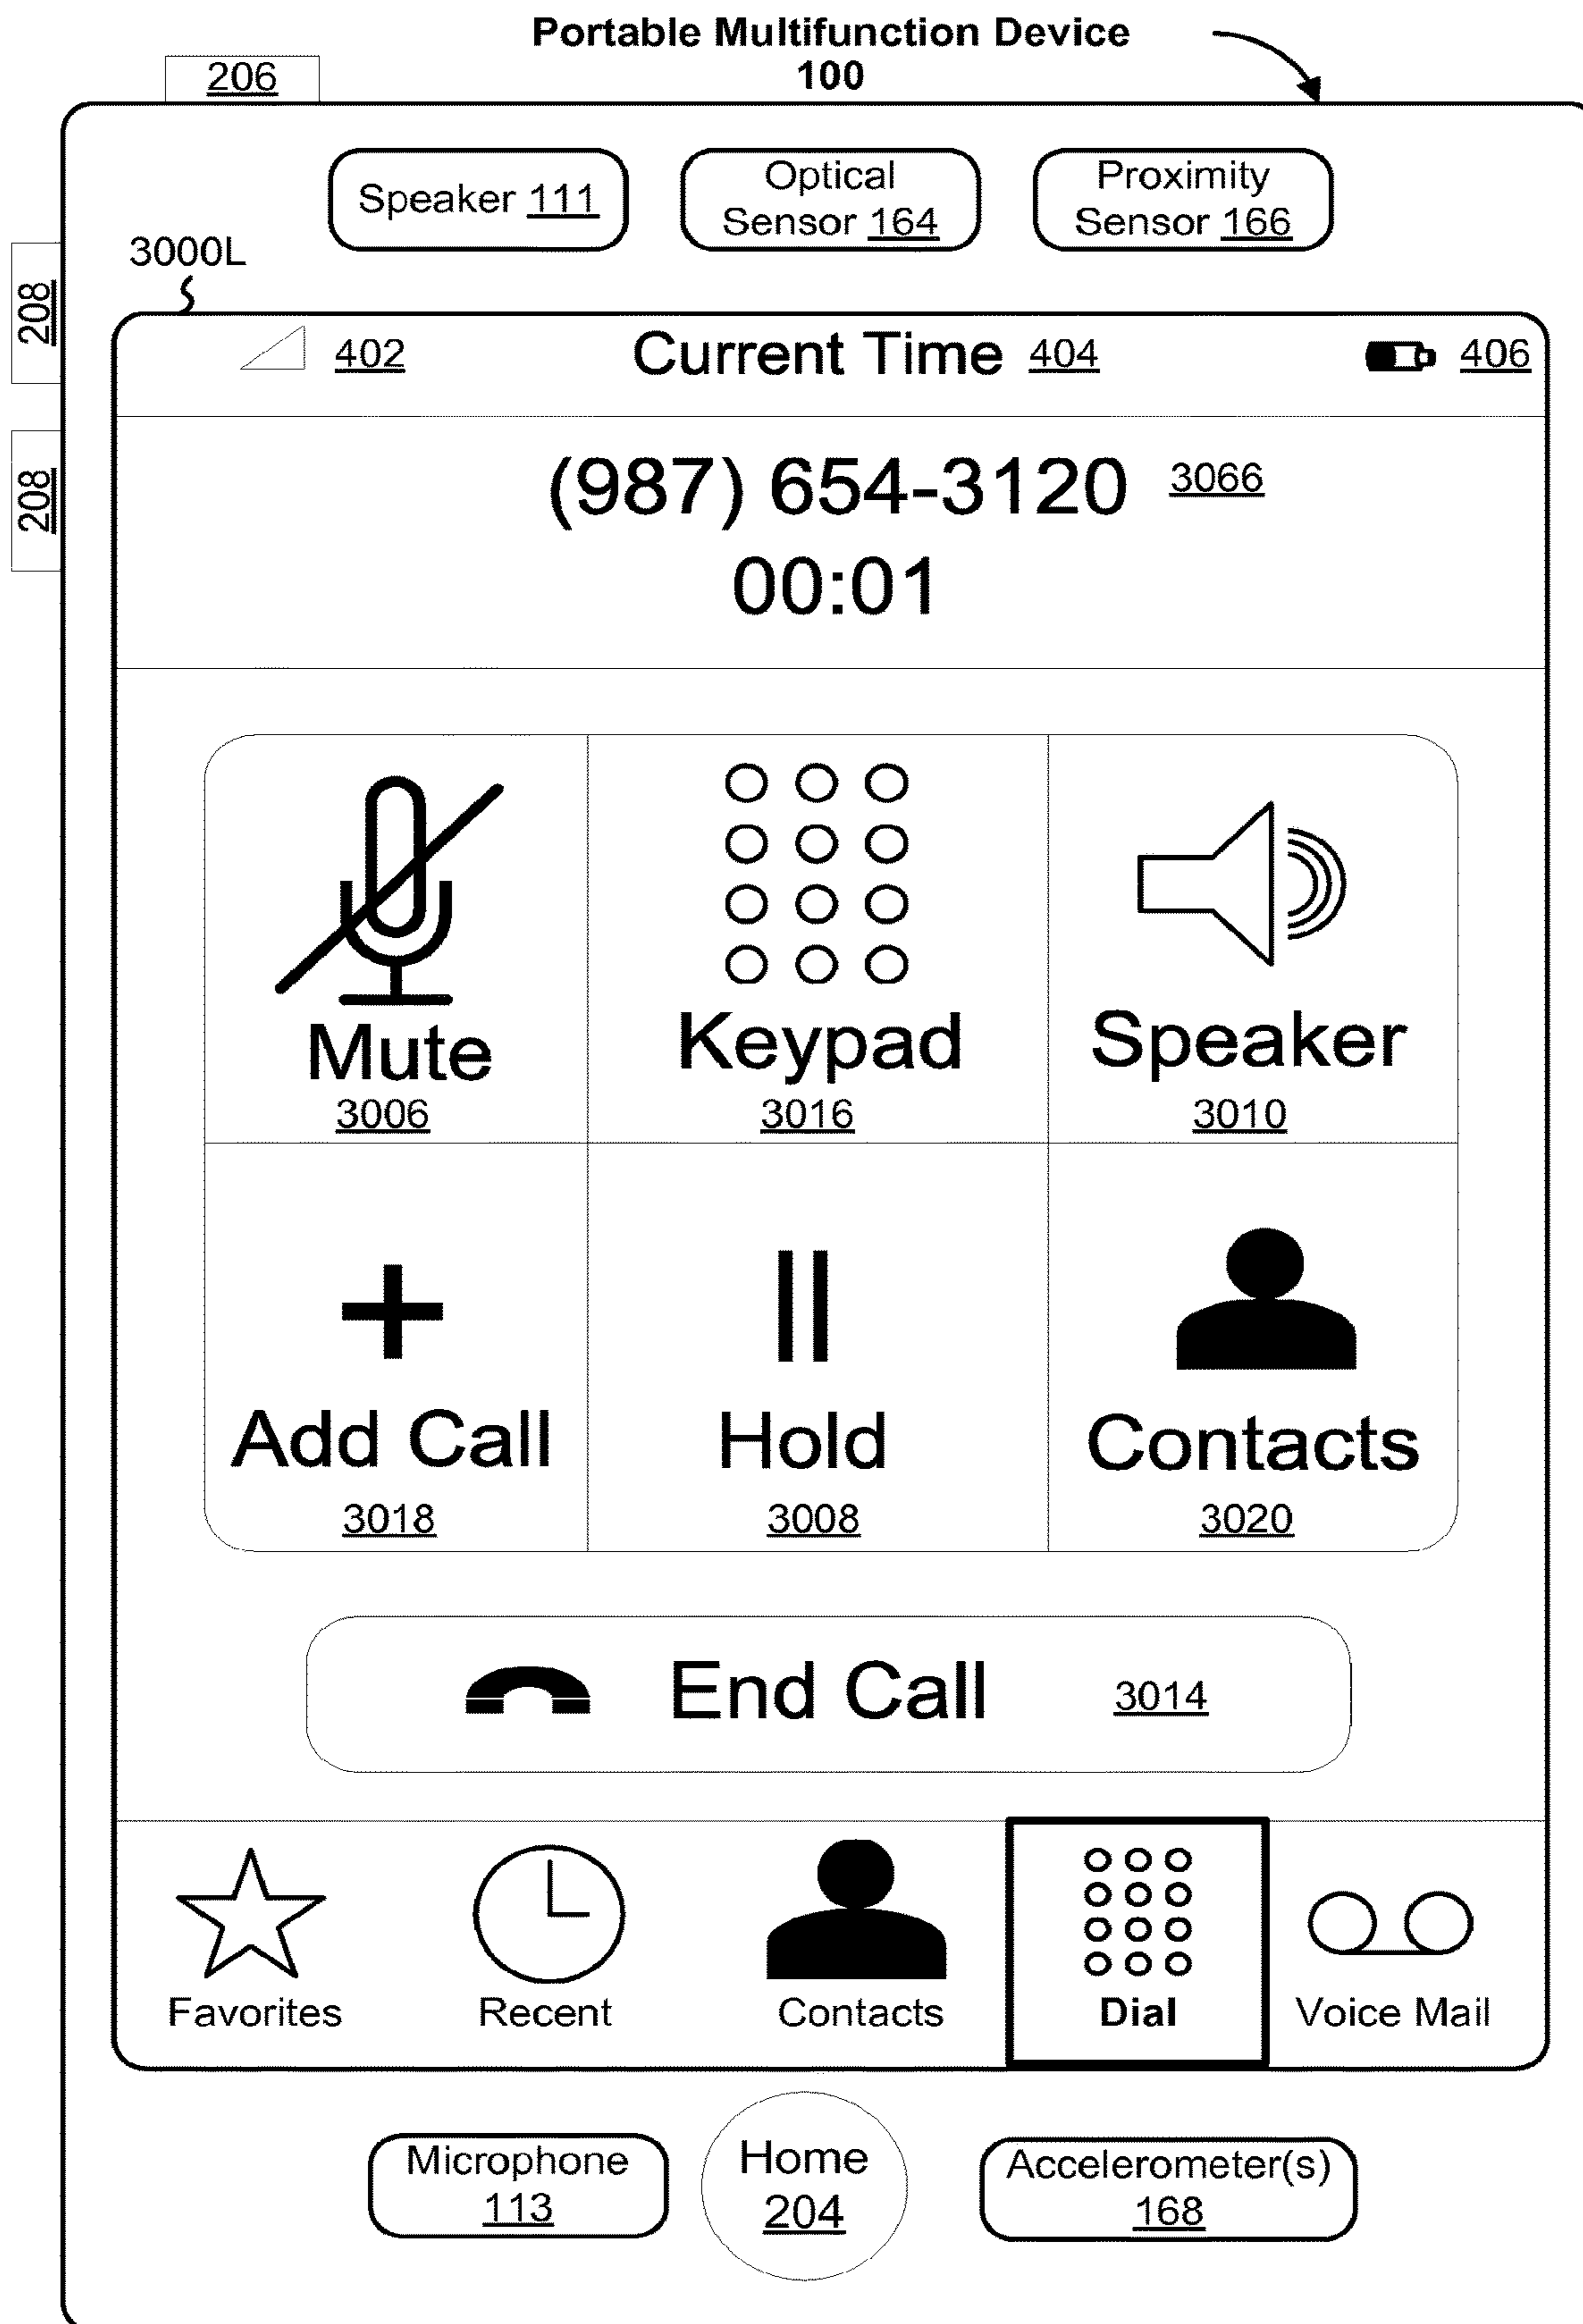 Portable Multifunction Device
100
206
Speaker 111
Optical
Sensor 164
Proximity
Sensor 166
3000L
208
208
402
Current Time 404
406
(987) 654-3120 3066
00:01
Mute
3006
Keypad
3016
Speaker
3010
Add Call
3018
Hold
3008
Contacts
3020
End Call 3014
Favorites
Recent
Contacts
Dial
Voice Mail
Microphone
113
Home
204
Accelerometer(s)
168